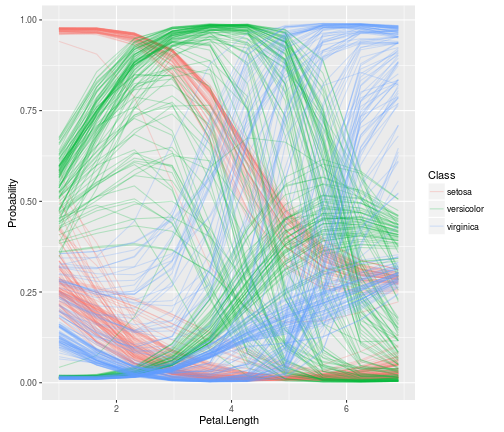 1.00
0.75
0.50
0.25
0.00
Probability
2
4
6
Petal.Length
Class
setosa
versicolor
virginica